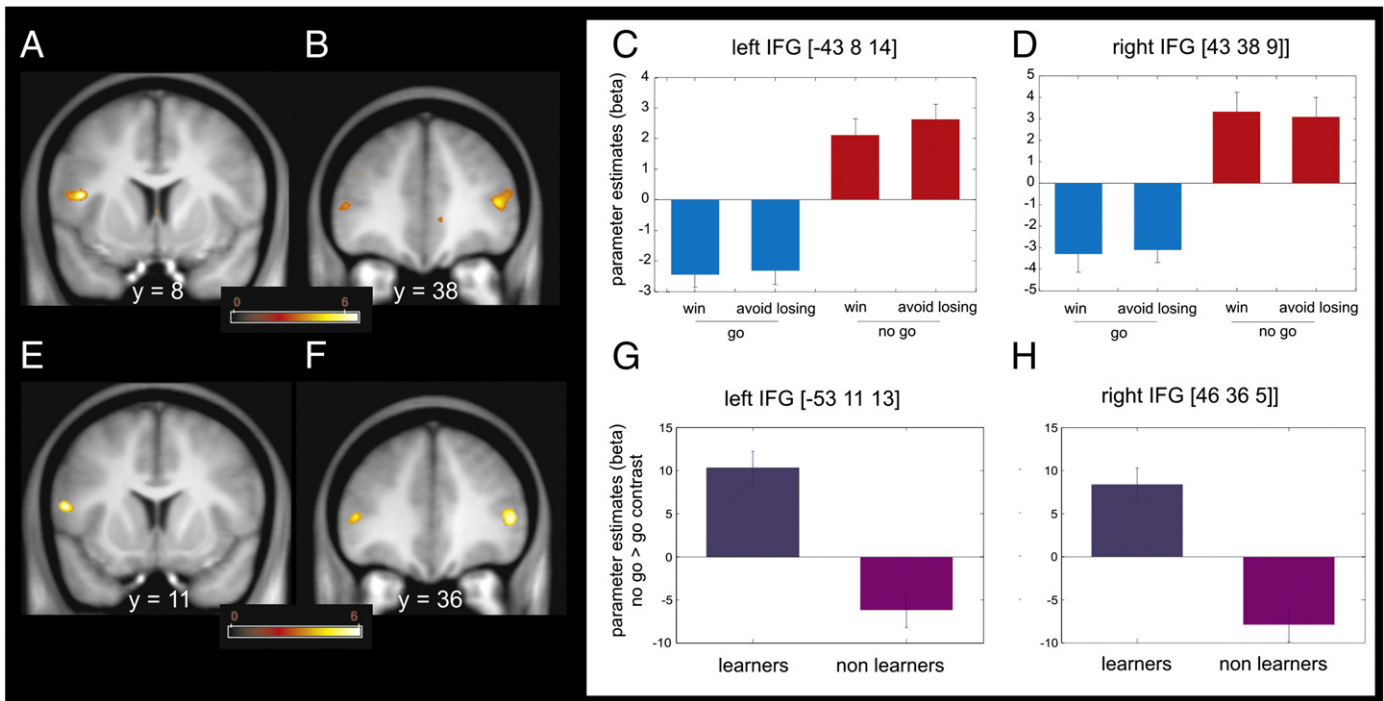 A
B
y = 8
y = 38
0 6
E
F
y = 11
y = 36
0 6
C
left IFG [-43 8 14]
parameter estimates (beta)
4
3
2
1
0
-1
-2
-3
win avoid losing win avoid losing
go no go
D
right IFG [43 38 9]]
5
4
3
2
1
0
-1
-2
-3
-4
-5
win avoid losing win avoid losing
go no go
G
left IFG [-53 11 13]
parameter estimates (beta)
no go > go contrast
15
10
5
0
-5
-10
learners non learners
H
right IFG [46 36 5]]
15
10
5
0
-5
-10
learners non learners